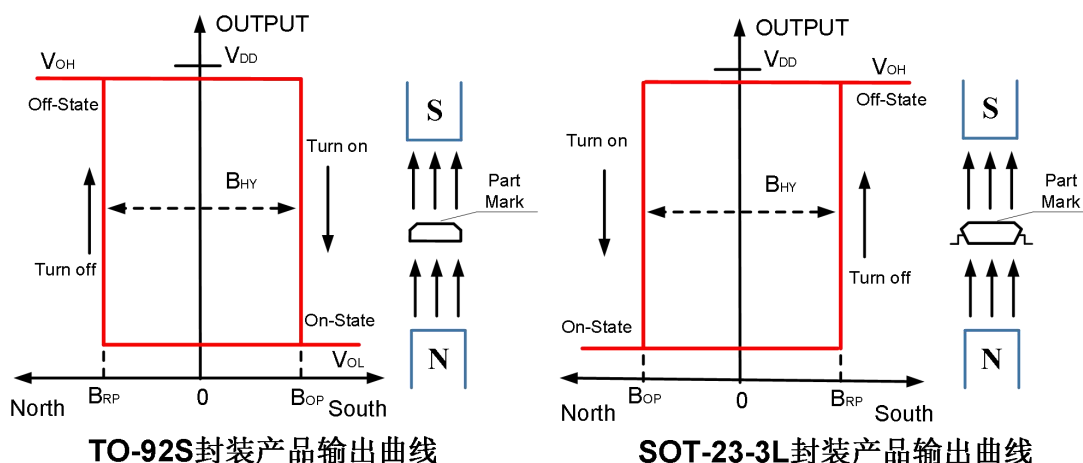 OUTPUT
VOH
VDD
Off-State
S
Turn on
BHY
Part
Mark
Turn off
On-State
VOL
N
North
BRP
0
BOP
South
TO-92S封装产品输出曲线
OUTPUT
VDD
VOH
Off-State
S
Turn on
BHY
Part
Mark
Turn off
On-State
N
North
BOP
0
BRP
South
SOT-23-3L封装产品输出曲线